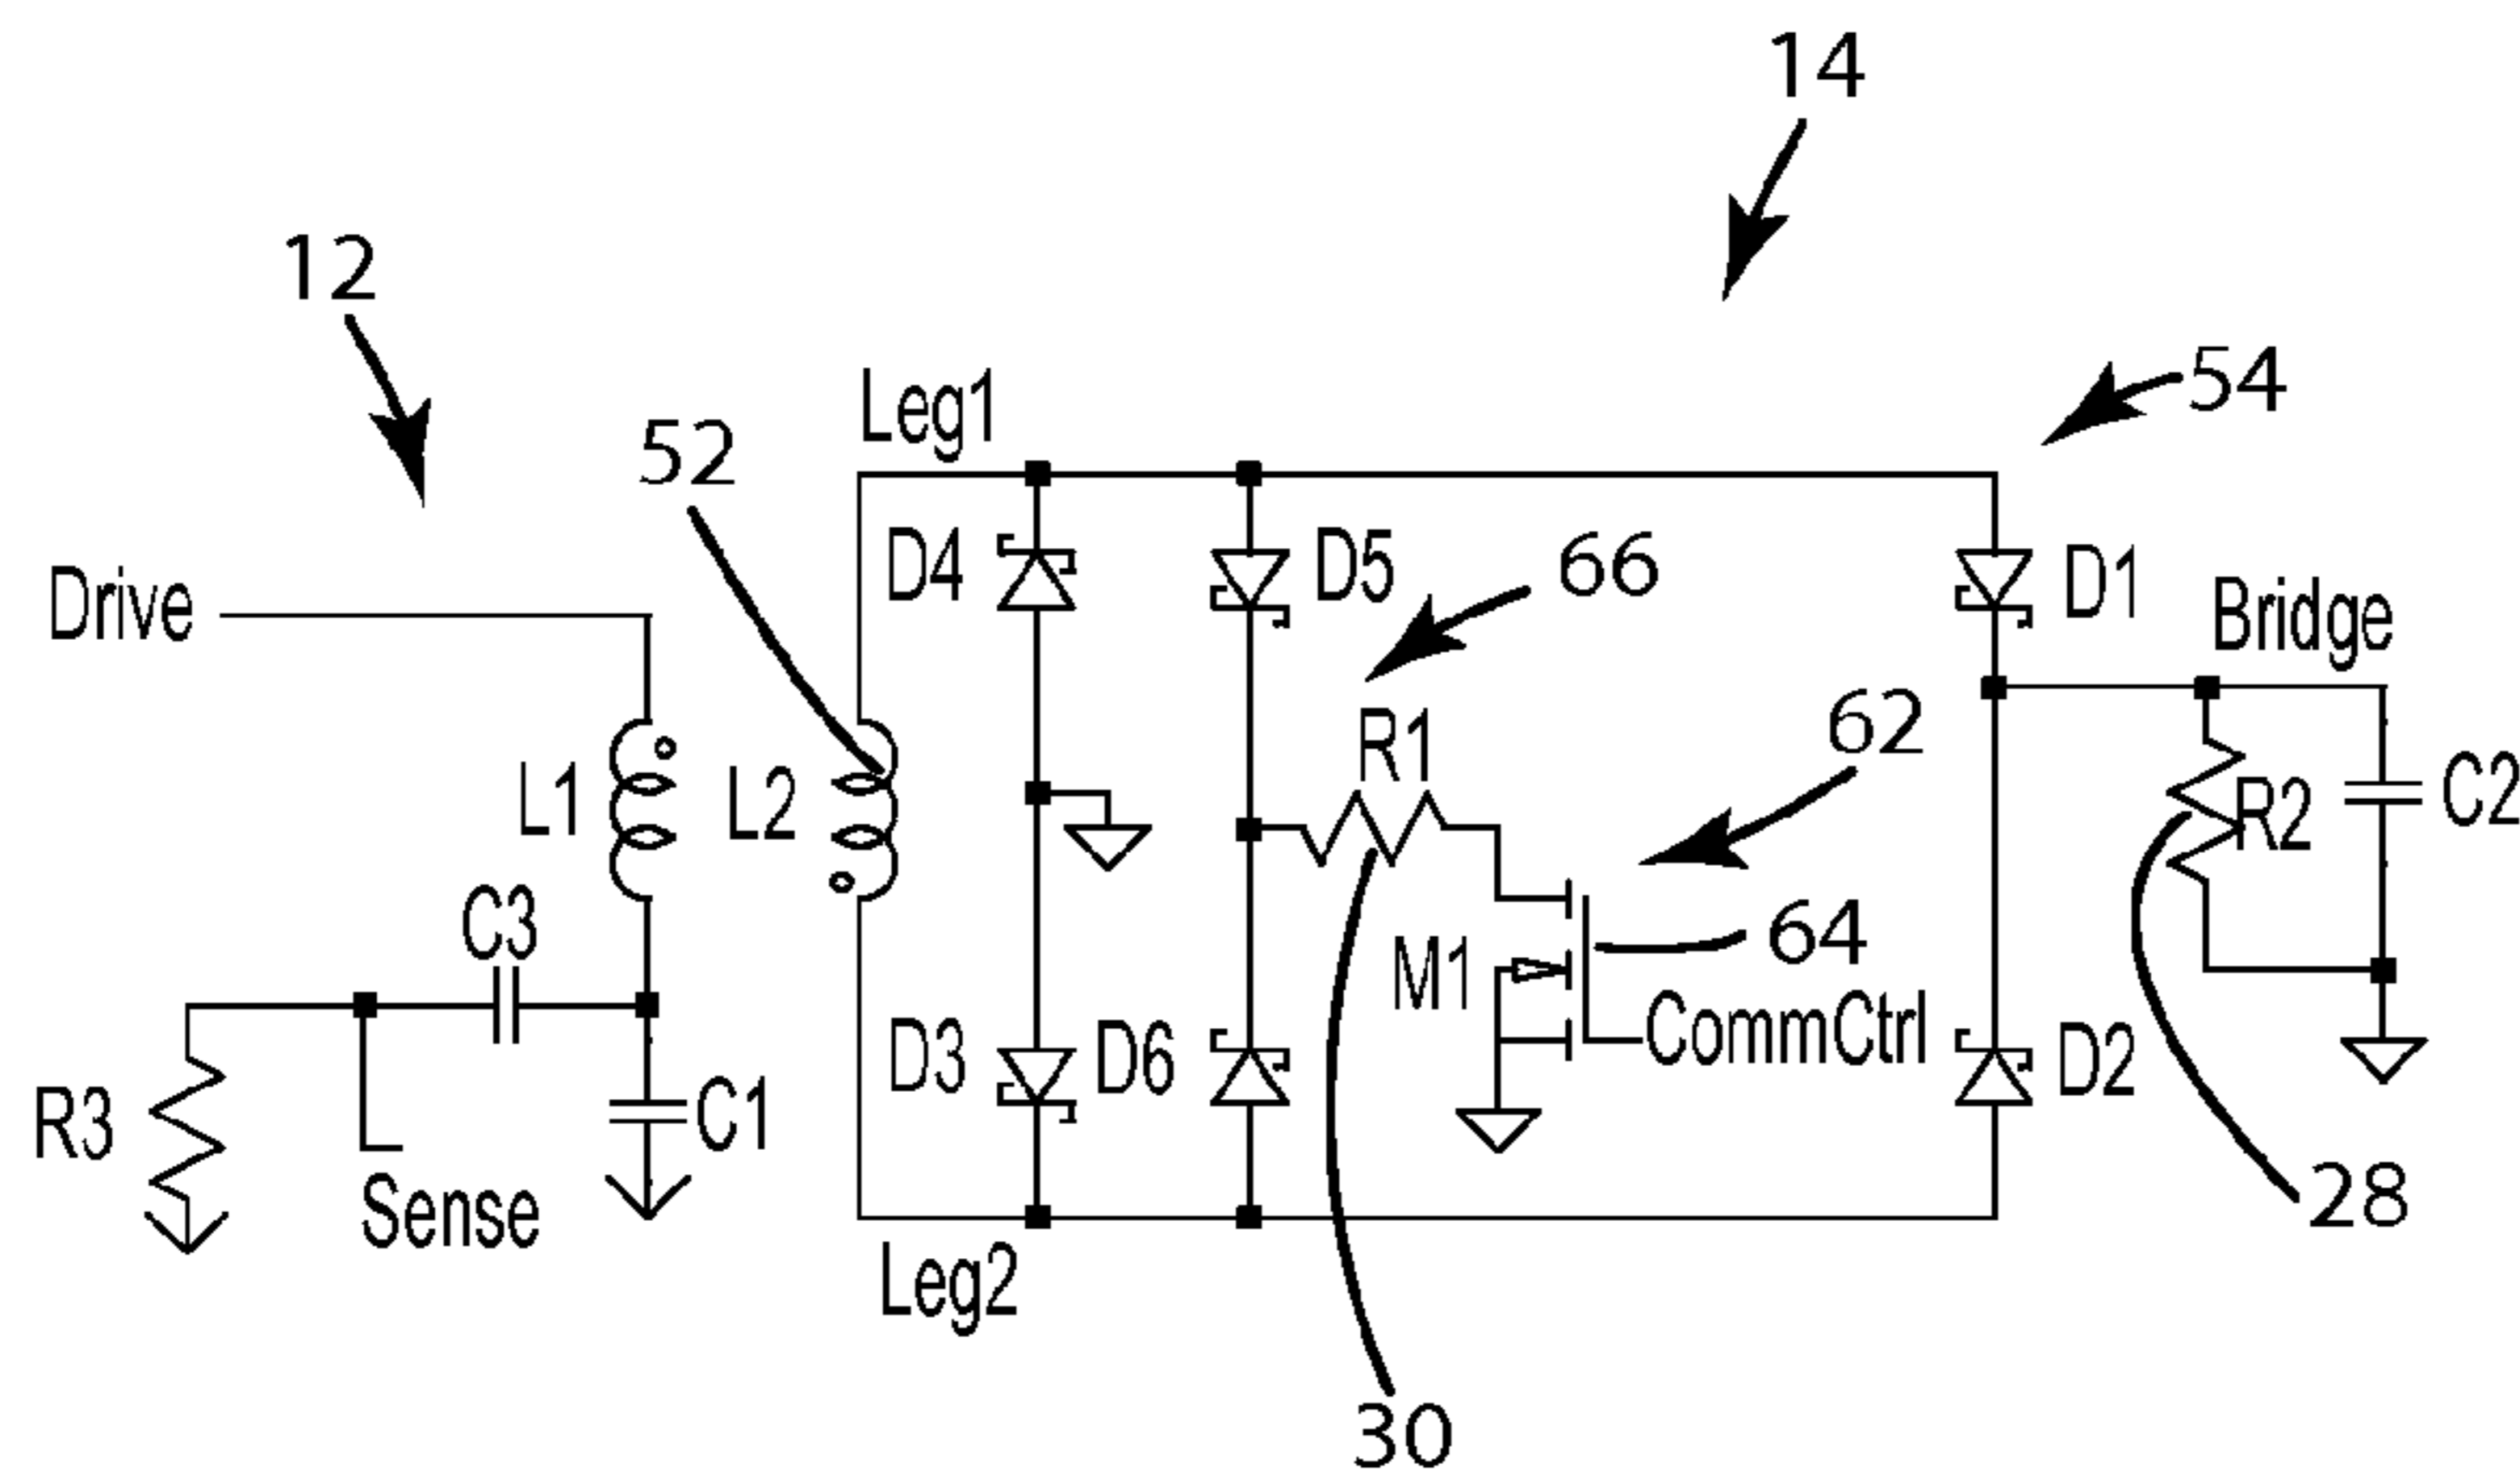 14
12
54
Leg1
52
D4
D5
66
D1
Drive
Bridge
62
R1
L1
L2
R2
C2
C3
64
M1
CommCtrl
D3
D6
D2
R3
C1
Sense
28
Leg2
30